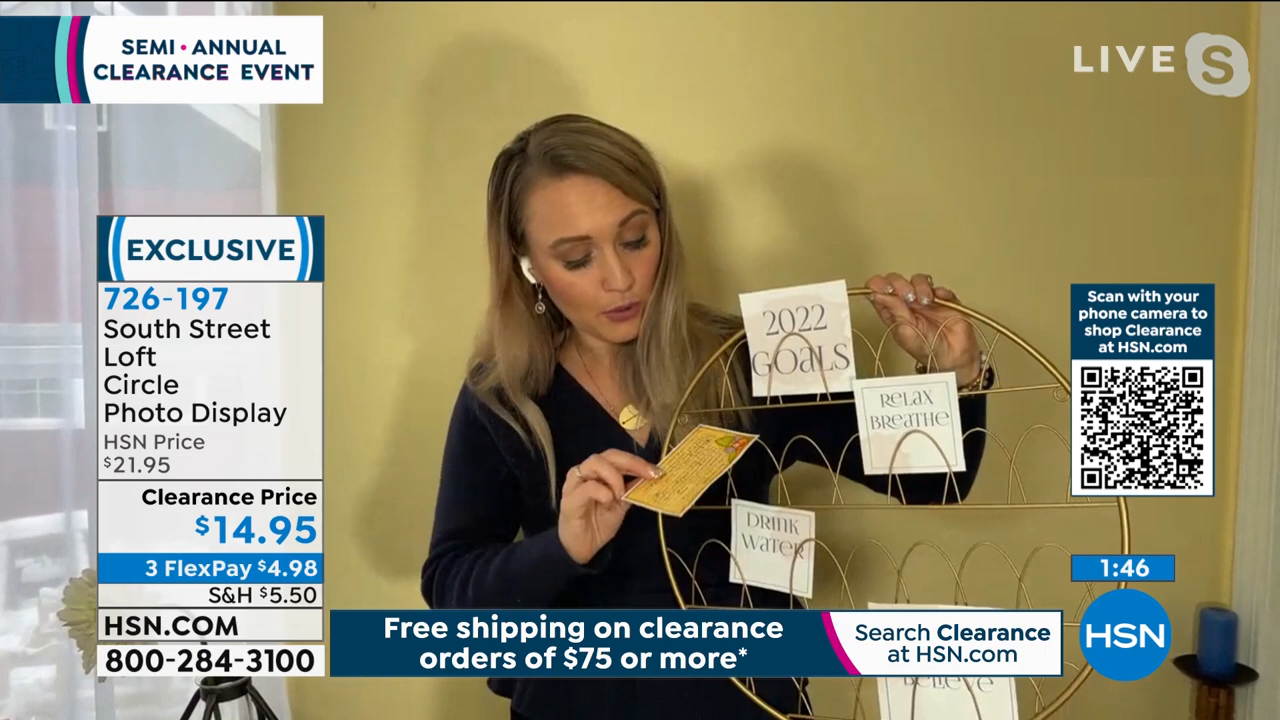 SEMI • ANNUAL
CLEARANCE EVENT
LIVE S
EXCLUSIVE
726-197
South Street
Loft
Circle
Photo Display
HSN Price
$21.95
Clearance Price
$14.95
3 FlexPay $4.98
S&H $5.50
HSN.COM
800-284-3100
2022
GOaLS
RELAX
BREATHE
DRINK
WATER
BELIEVE
Scan with your
phone camera to
shop Clearance
at HSN.com
1:46
Free shipping on clearance
orders of $75 or more*
Search Clearance
at HSN.com
HSN